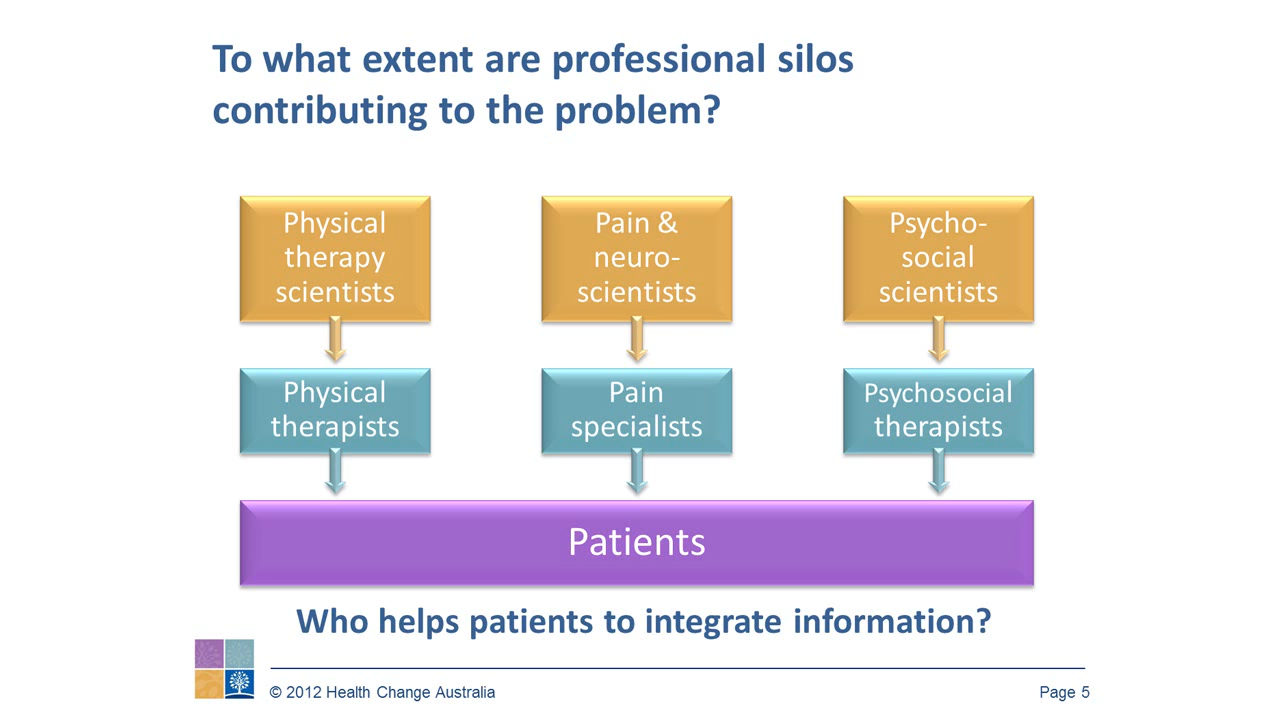 To what extent are professional silos
contributing to the problem?
Physical
therapy
scientists
Pain &
neuro-
scientists
Psycho-
social
scientists
Physical
therapists
Pain
specialists
Psychosocial
therapists
Patients
Who helps patients to integrate information?
© 2012 Health Change Australia
Page 5